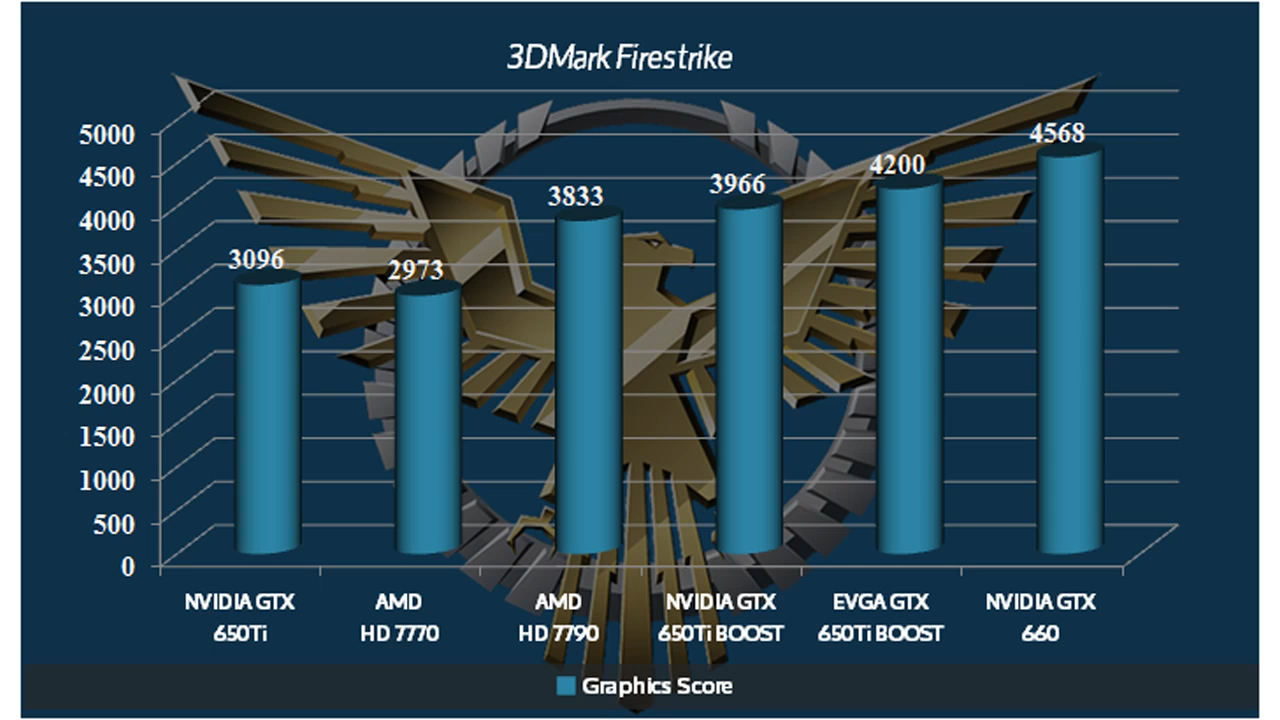 3DMark Firestrike
5000
4500
4000
3500
3000
2500
2000
1500
1000
500
0
3096
2973
3833
3966
4200
4568
NVIDIA GTX
650Ti
AMD
HD 7770
AMD
HD 7790
NVIDIA GTX
650Ti BOOST
EVGA GTX
650Ti BOOST
NVIDIA GTX
660
Graphics Score